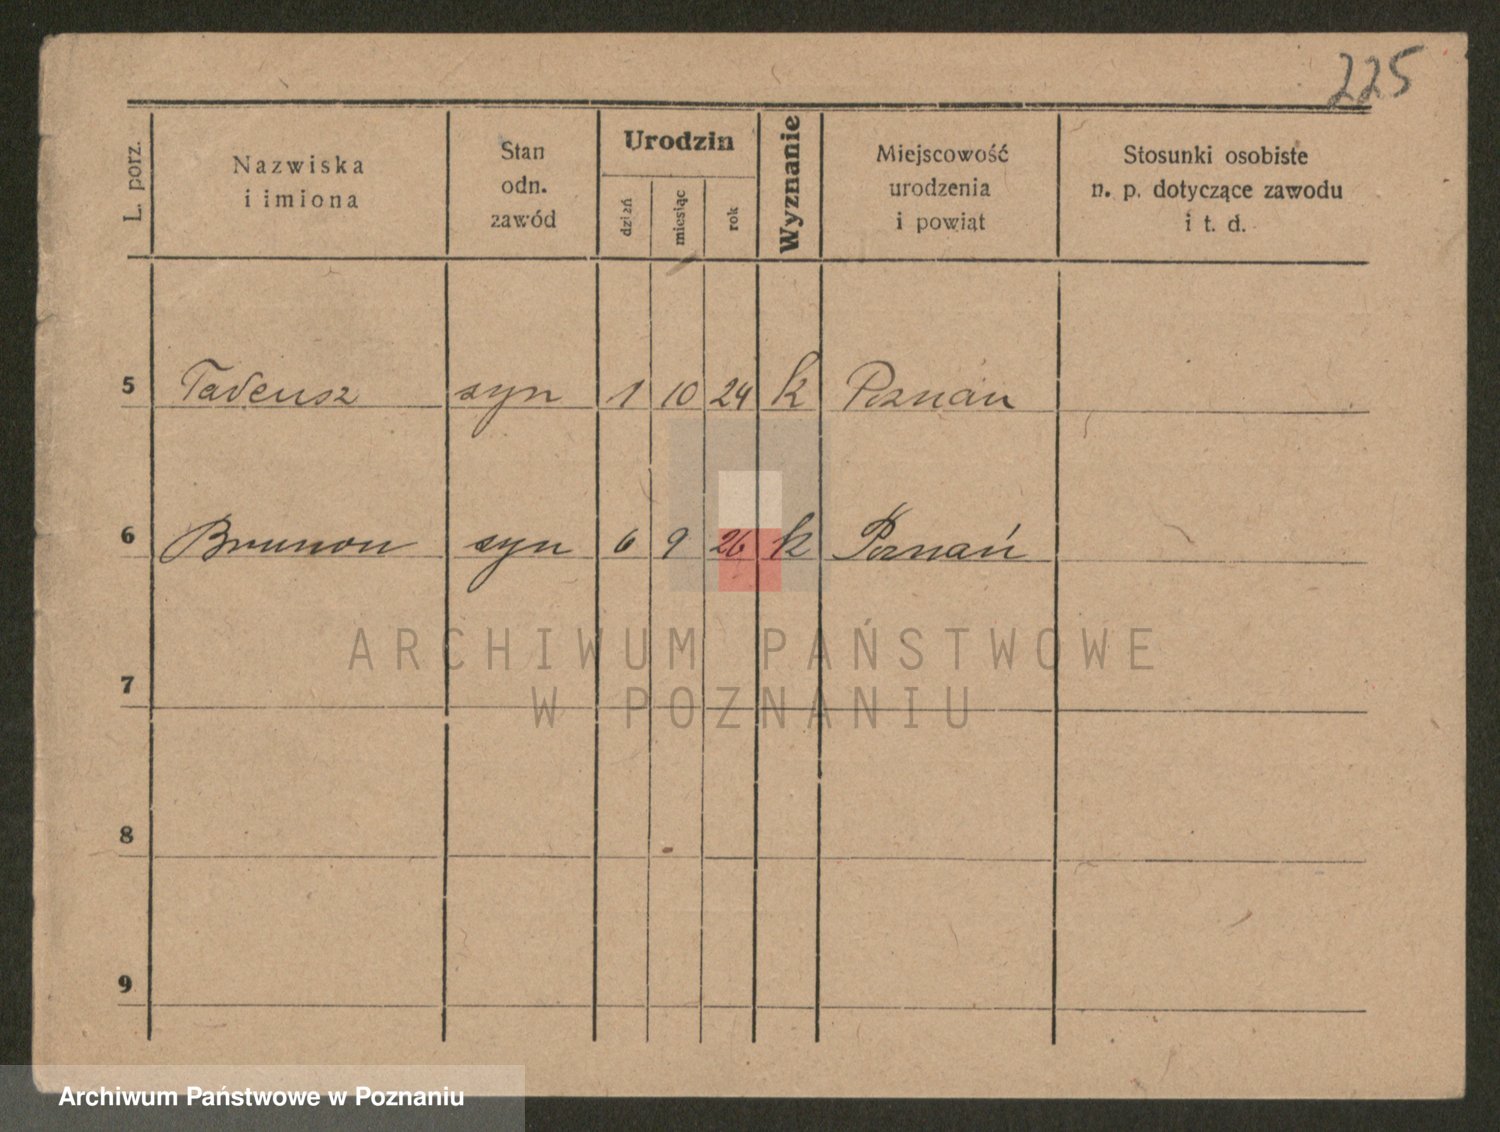 225
L. porz.
Nazwiska
i imiona
Stan
odn.
zawód
Urodzin
dzień
miesiąc
rok
Wyznanie
Miejscowość
urodzenia
i powiąt
Stosunki osobiste
n. p. dotyczące zawodu
i t. d.
5 Tadeusz syn 1 10 24 k Poznań
6 Brunon syn 6 9 26 k Poznań
ARCHIWUM PAŃSTWOWE
W POZNANIU
7
8
9
Archiwum Państwowe w Poznaniu